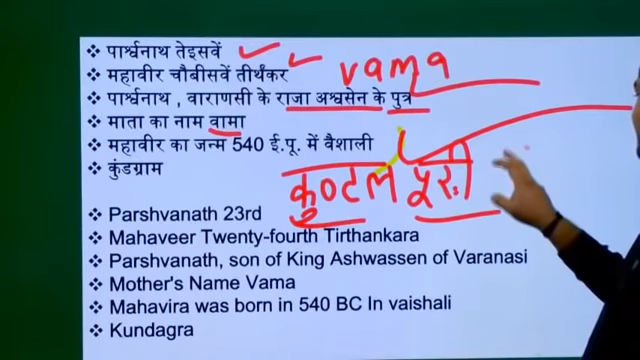 ❖ पार्श्वनाथ तेइसवें
❖ महावीर चौबीसवें तीर्थंकर
vama
❖ पार्श्वनाथ , वाराणसी के राजा अश्वसेन के पुत्र
❖ माता का नाम वामा
❖ महावीर का जन्म 540 ई.पू. में वैशाली
❖ कुंडग्राम
❖ Parshvanath 23rd
❖ Mahaveer Twenty-fourth Tirthankara
❖ Parshvanath, son of King Ashwassen of Varanasi
❖ Mother's Name Vama
❖ Mahavira was born in 540 BC In vaishali
❖ Kundagra